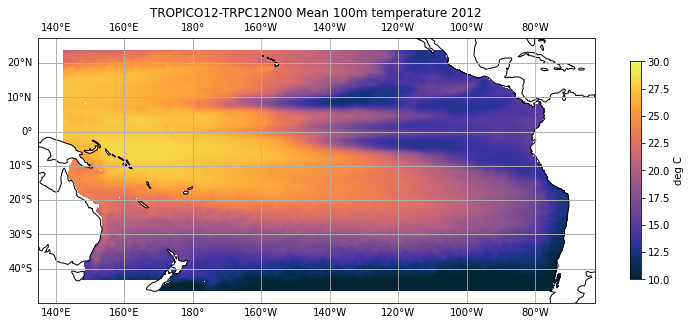 TROPICO12-TRPC12N00 Mean 100m temperature 2012
140°E 160°E 180° 160°W 140°W 120°W 100°W 80°W
20°N
10°N
0°
10°S
20°S
30°S
40°S
140°E 160°E 180° 160°W 140°W 120°W 100°W 80°W
30.0
27.5
25.0
22.5
20.0
17.5
15.0
12.5
10.0
deg C